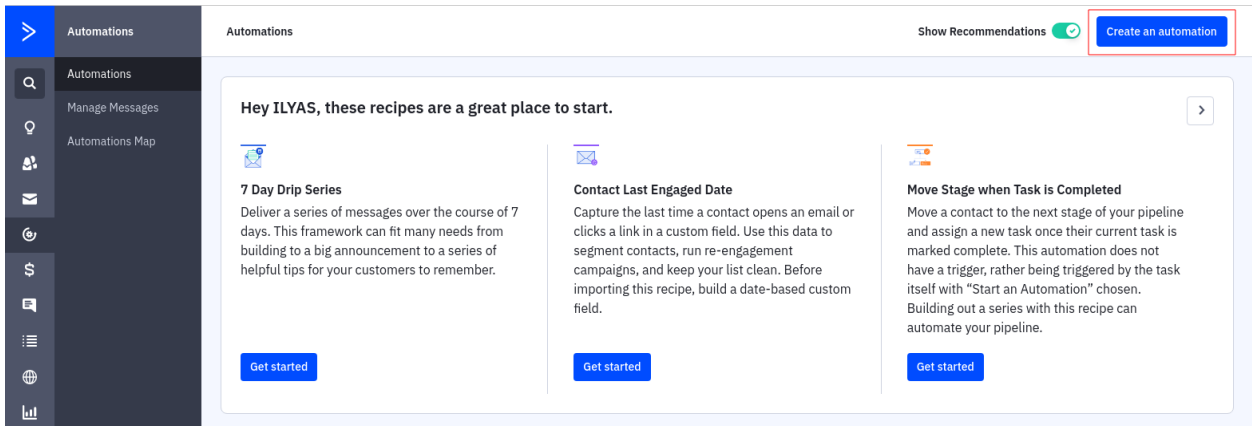 Automations
Automations
Show Recommendations
Create an automation
Automations
Manage Messages
Automations Map
Hey ILYAS, these recipes are a great place to start.
7 Day Drip Series
Deliver a series of messages over the course of 7
days. This framework can fit many needs from
building to a big announcement to a series of
helpful tips for your customers to remember.
Get started
Contact Last Engaged Date
Capture the last time a contact opens an email or
clicks a link in a custom field. Use this data to
segment contacts, run re-engagement
campaigns, and keep your list clean. Before
importing this recipe, build a date-based custom
field.
Get started
Move Stage when Task is Completed
Move a contact to the next stage of your pipeline
and assign a new task once their current task is
marked complete. This automation does not
have a trigger, rather being triggered by the task
itself with “Start an Automation” chosen.
Building out a series with this recipe can
automate your pipeline.
Get started